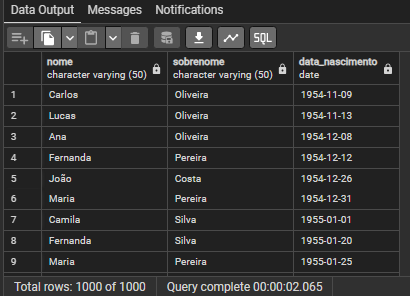 Data Output Messages Notifications
SQL
nome sobrenome data_nascimento
character varying (50) character varying (50) date
1 Carlos Oliveira 1954-11-09
2 Lucas Oliveira 1954-11-13
3 Ana Oliveira 1954-12-08
4 Fernanda Pereira 1954-12-12
5 João Costa 1954-12-26
6 Maria Pereira 1954-12-31
7 Camila Silva 1955-01-01
8 Fernanda Silva 1955-01-20
9 Maria Pereira 1955-01-25
Total rows: 1000 of 1000 Query complete 00:00:02.065